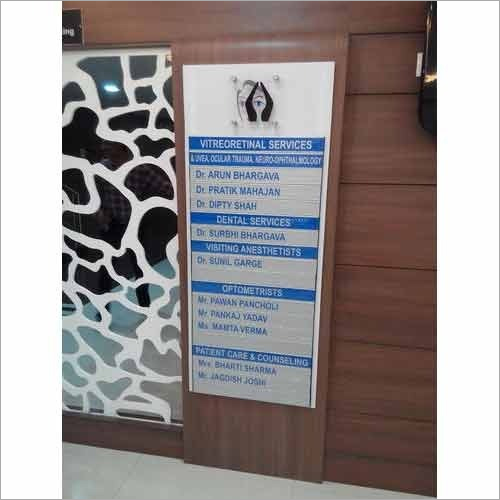 ing
VITREORETINAL SERVICES
& UVEA, OCULAR TRAUMA, NEURO-OPHTHALMOLOGY
Dr. ARUN BHARGAVA
Dr. PRATIK MAHAJAN
Dr. DIPTY SHAH
DENTAL SERVICES
Dr. SURBHI BHARGAVA
VISITING ANESTHETISTS
Dr. SUNIL GARGE
OPTOMETRISTS
Mr. PAWAN PANCHOLI
Mr. PANKAJ YADAV
Ms. MAMTA VERMA
PATIENT CARE & COUNSELING
Mrs. BHARTI SHARMA
Mr. JAGDISH JOSHI